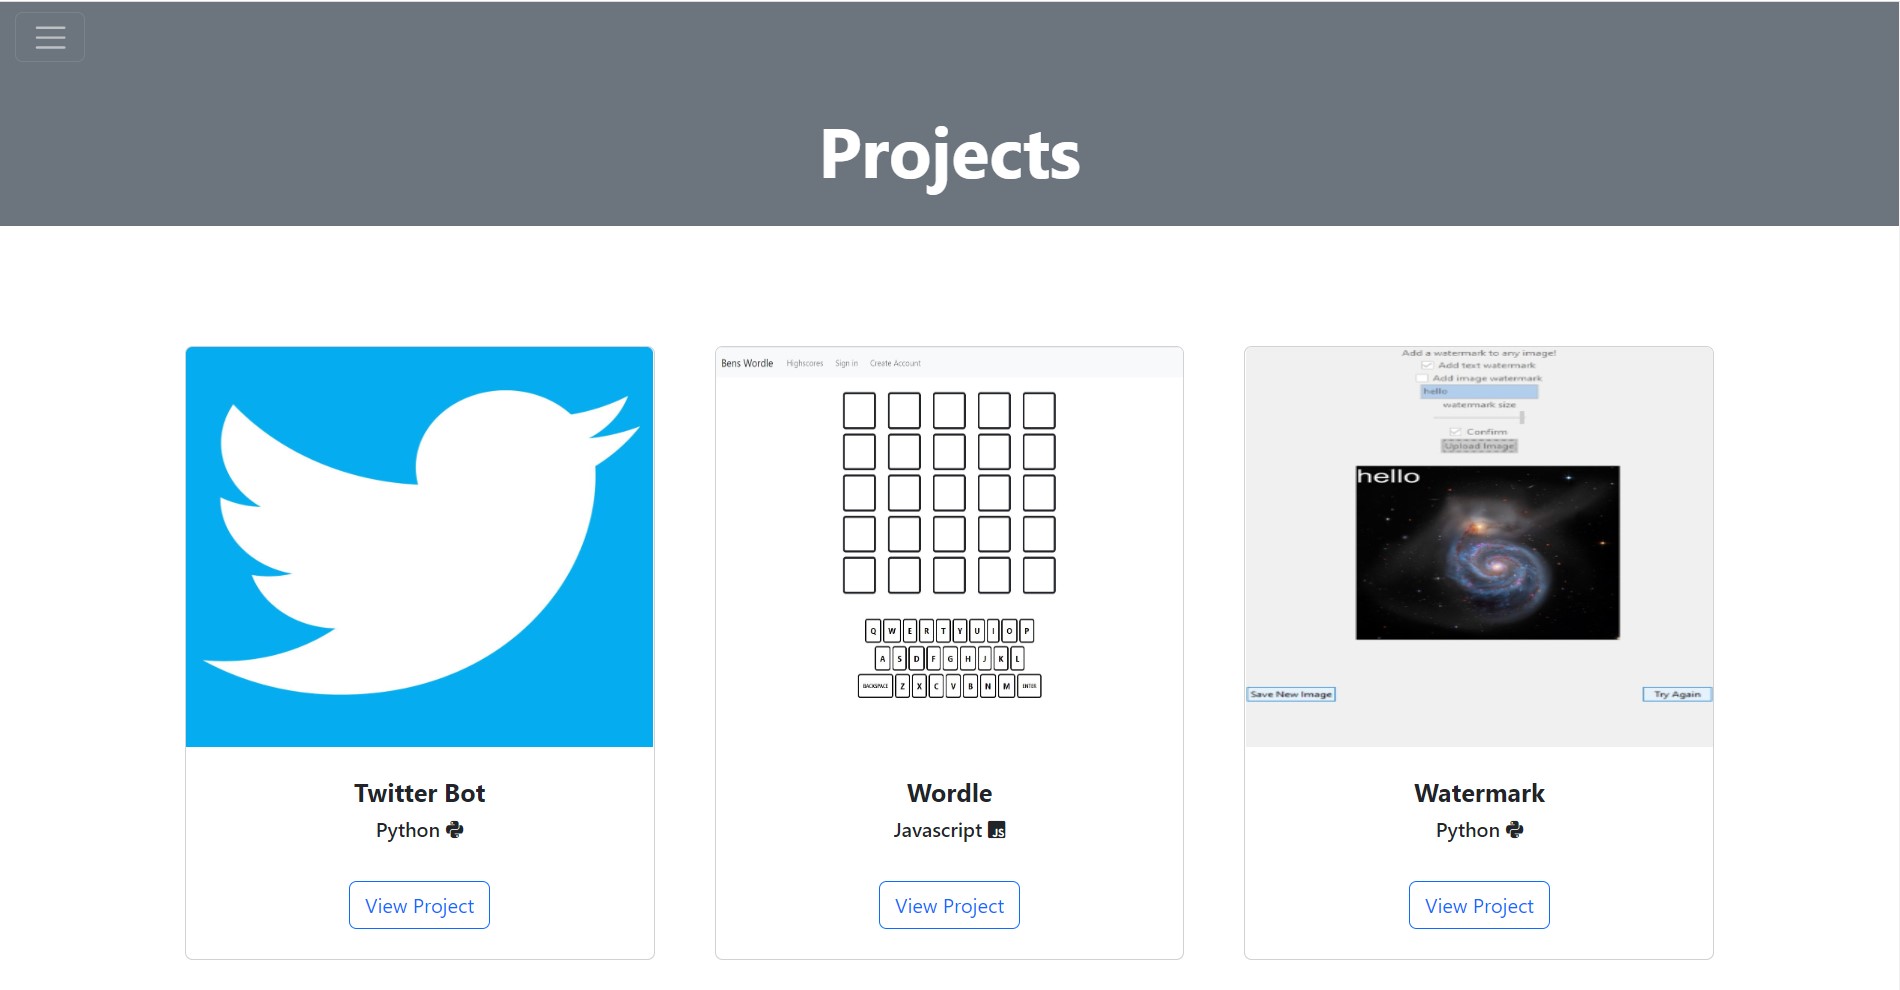 Projects
Bens Wordle Highscores Sign in Create Account
Q W E R T Y U I O P
A S D F G H J K L
BACKSPACE Z X C V B N M ENTER
Add a watermark to any image!
Add text watermark
Add image watermark
hello
watermark size
Confirm
Upload Image
hello
Save New Image Try Again
Twitter Bot
Python
View Project
Wordle
Javascript JS
View Project
Watermark
Python
View Project